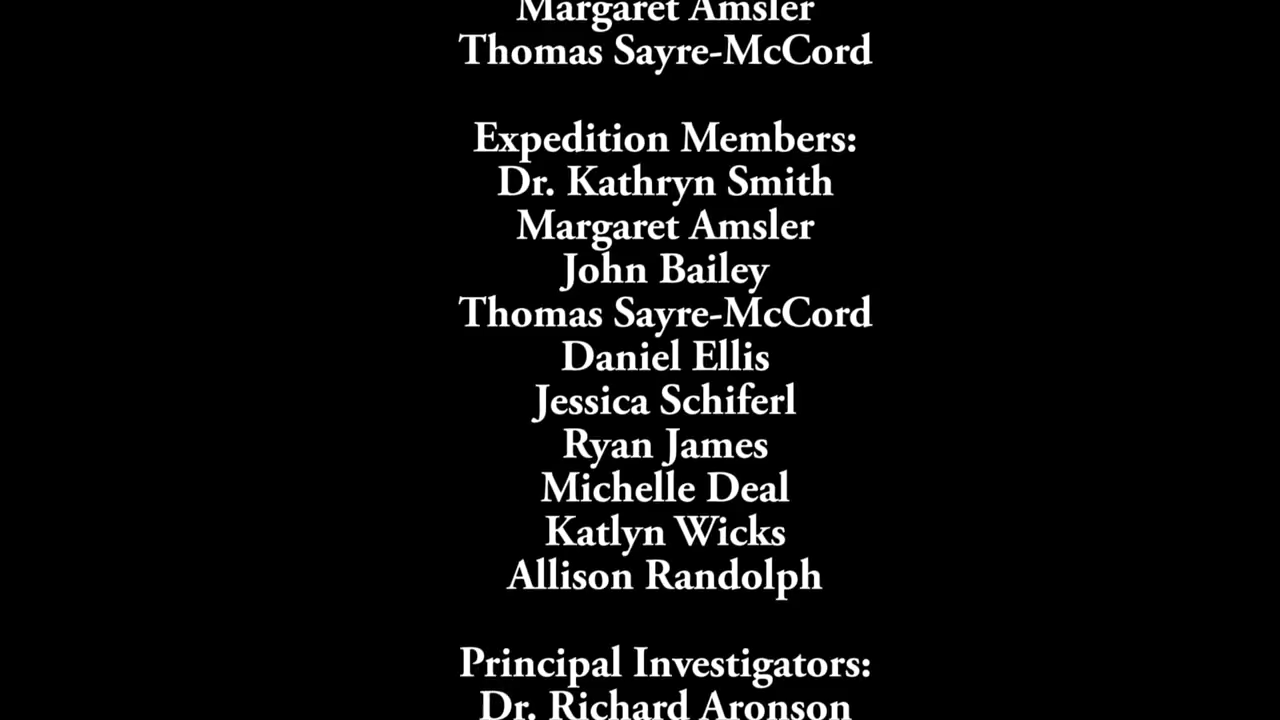 Margaret Amsler
Thomas Sayre-McCord
Expedition Members:
Dr. Kathryn Smith
Margaret Amsler
John Bailey
Thomas Sayre-McCord
Daniel Ellis
Jessica Schiferl
Ryan James
Michelle Deal
Katlyn Wicks
Allison Randolph
Principal Investigators:
Dr. Richard Aronson